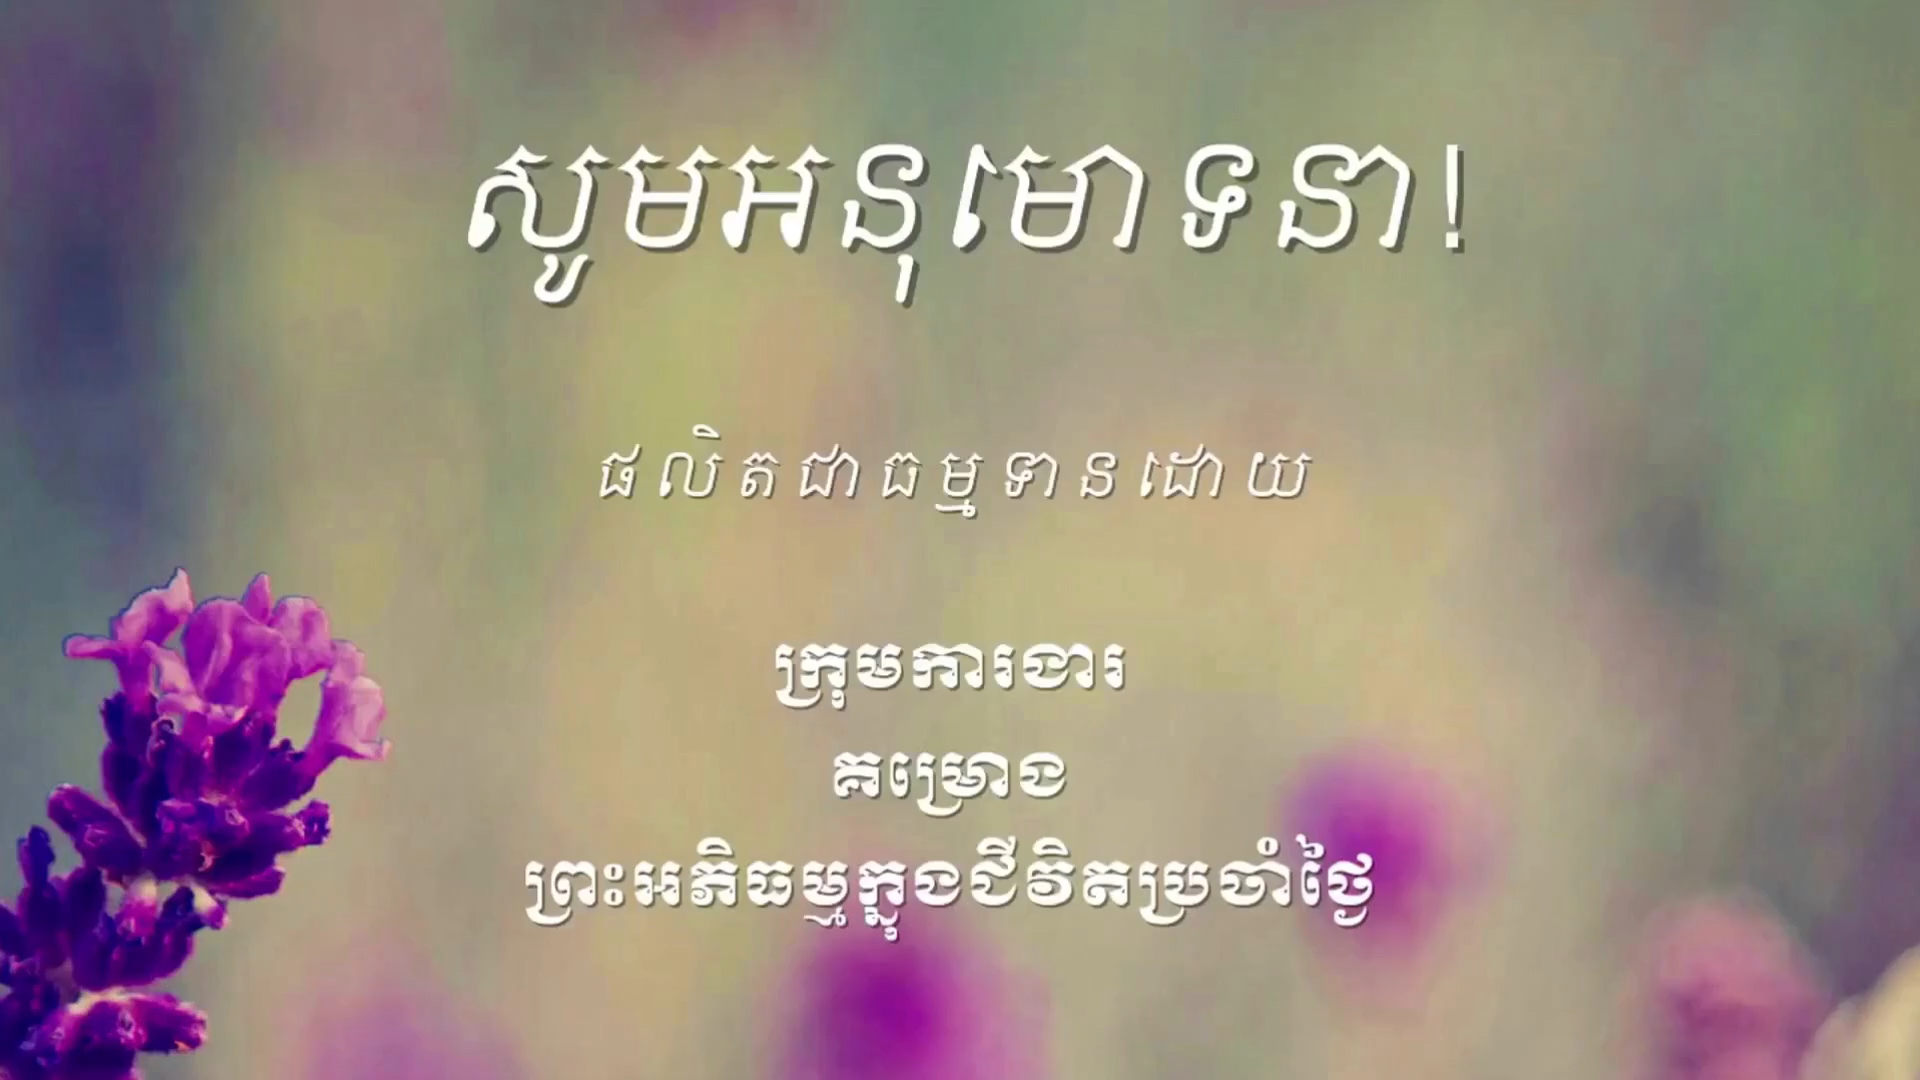 សូមអនុមោទនា!
ផលិតជាធម្មទានដោយ
ក្រុមការងារ
គម្រោង
ព្រះអភិធម្មក្នុងជីវិតប្រចាំថ្ងៃ